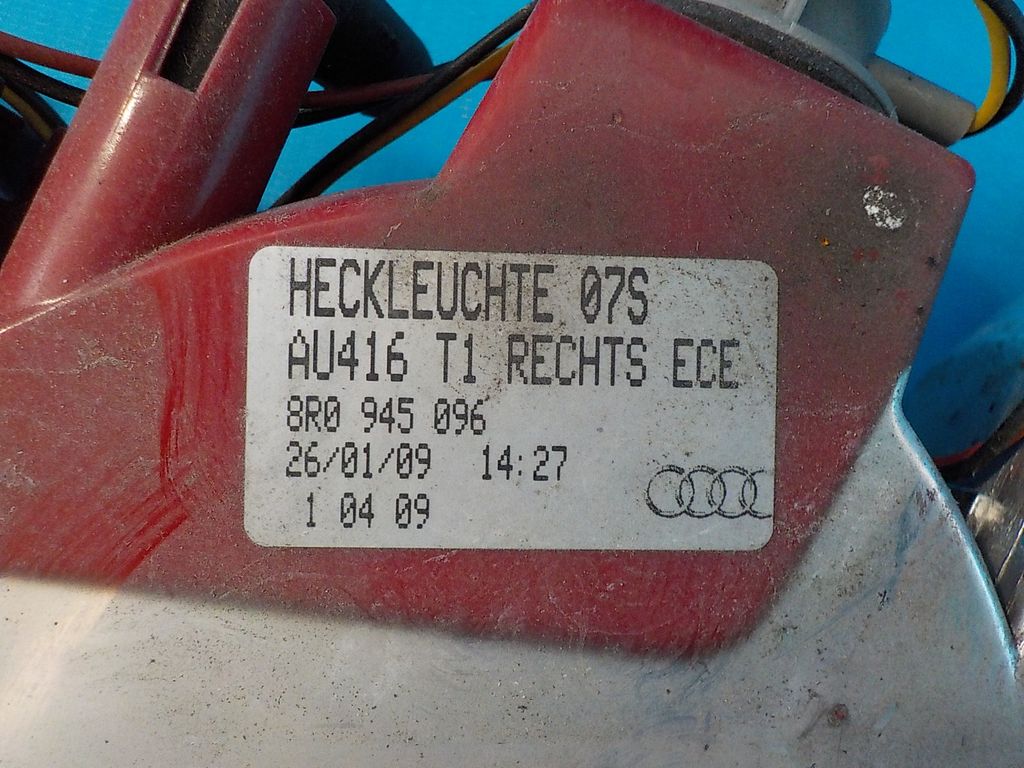 HECKLEUCHTE 07S
AU416 T1 RECHTS ECE
8R0 945 096
26/01/09 14:27
1 04 09